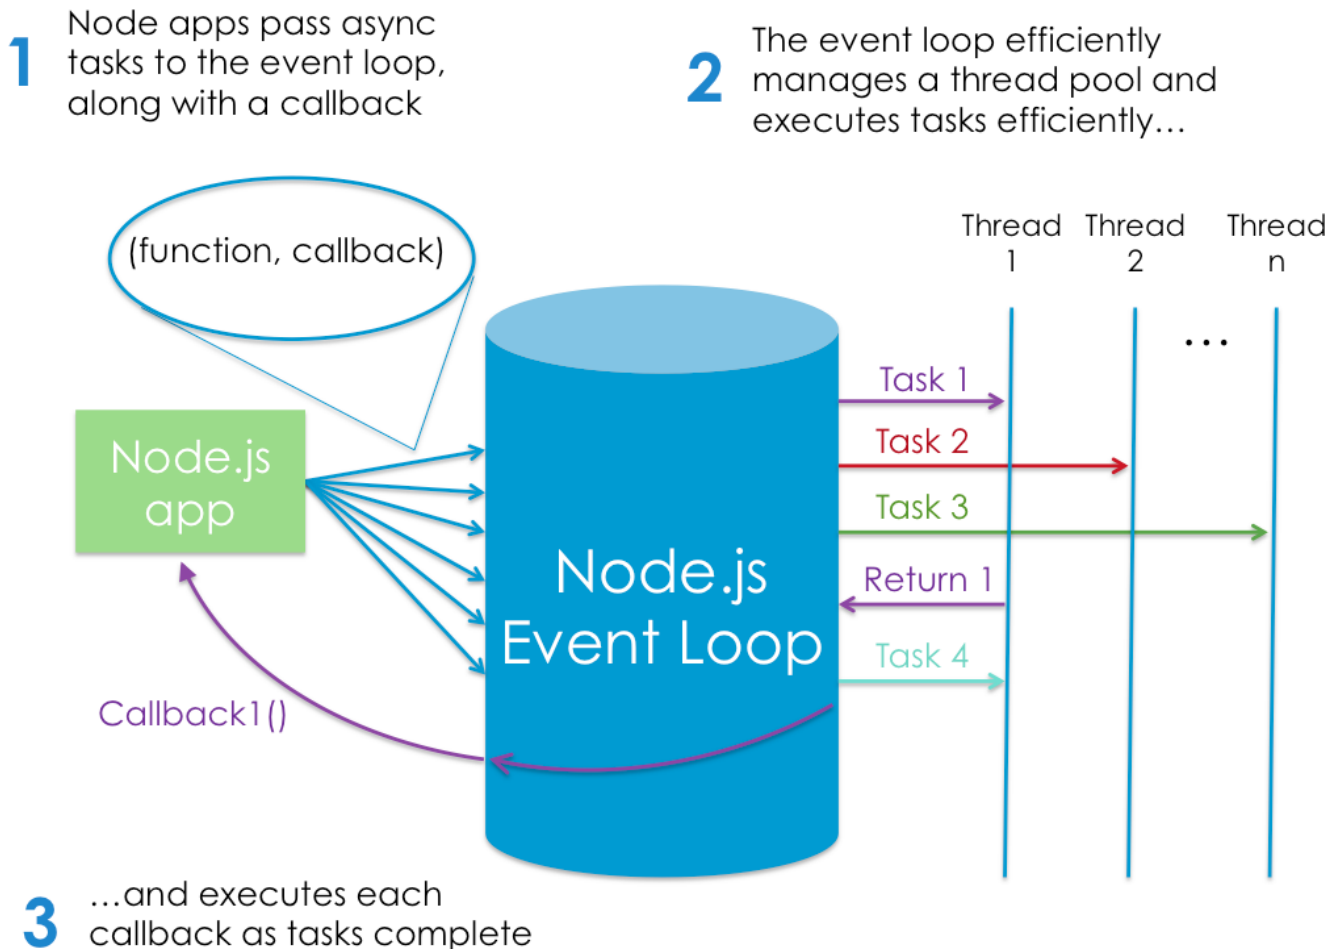 1
Node apps pass async
tasks to the event loop,
along with a callback
2
The event loop efficiently
manages a thread pool and
executes tasks efficiently…
(function, callback)
Thread
1
Thread
2
…
Thread
n
Node.js
app
Node.js
Event Loop
Task 1
Task 2
Task 3
Return 1
Task 4
Callback1()
3
…and executes each
callback as tasks complete